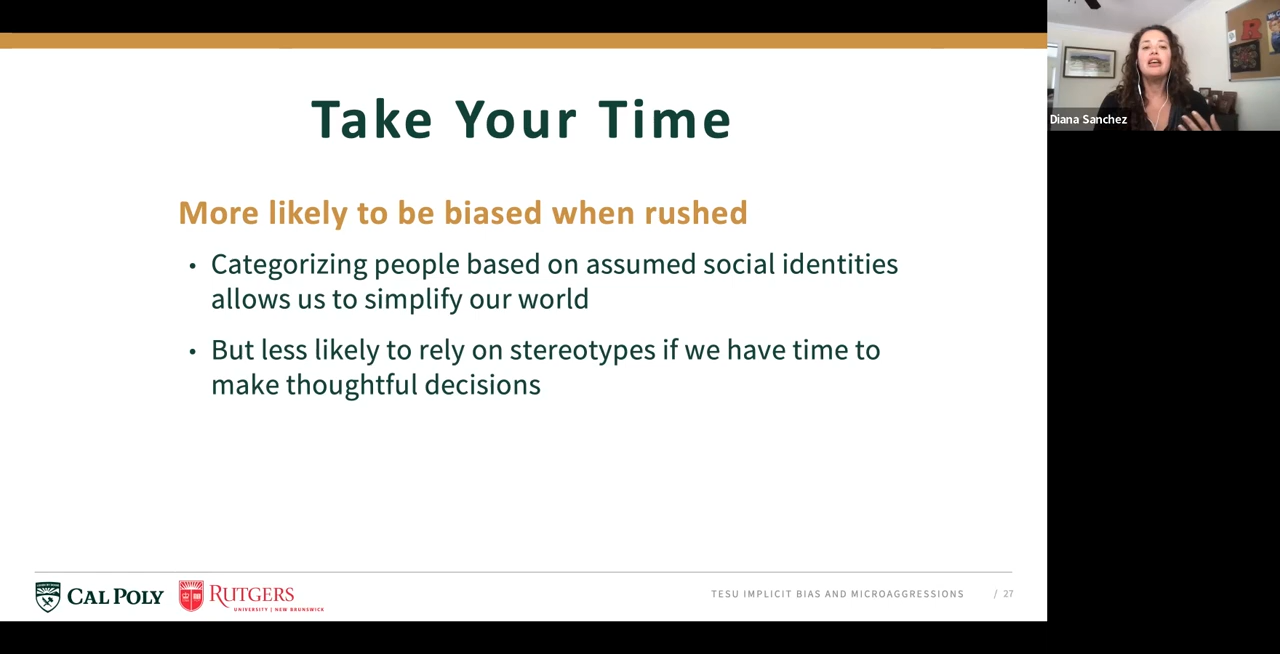 Take Your Time
More likely to be biased when rushed
• Categorizing people based on assumed social identities
allows us to simplify our world
• But less likely to rely on stereotypes if we have time to
make thoughtful decisions
CAL POLY
RUTGERS
UNIVERSITY | NEW BRUNSWICK
TESU IMPLICIT BIAS AND MICROAGGRESSIONS / 27
Diana Sanchez
R